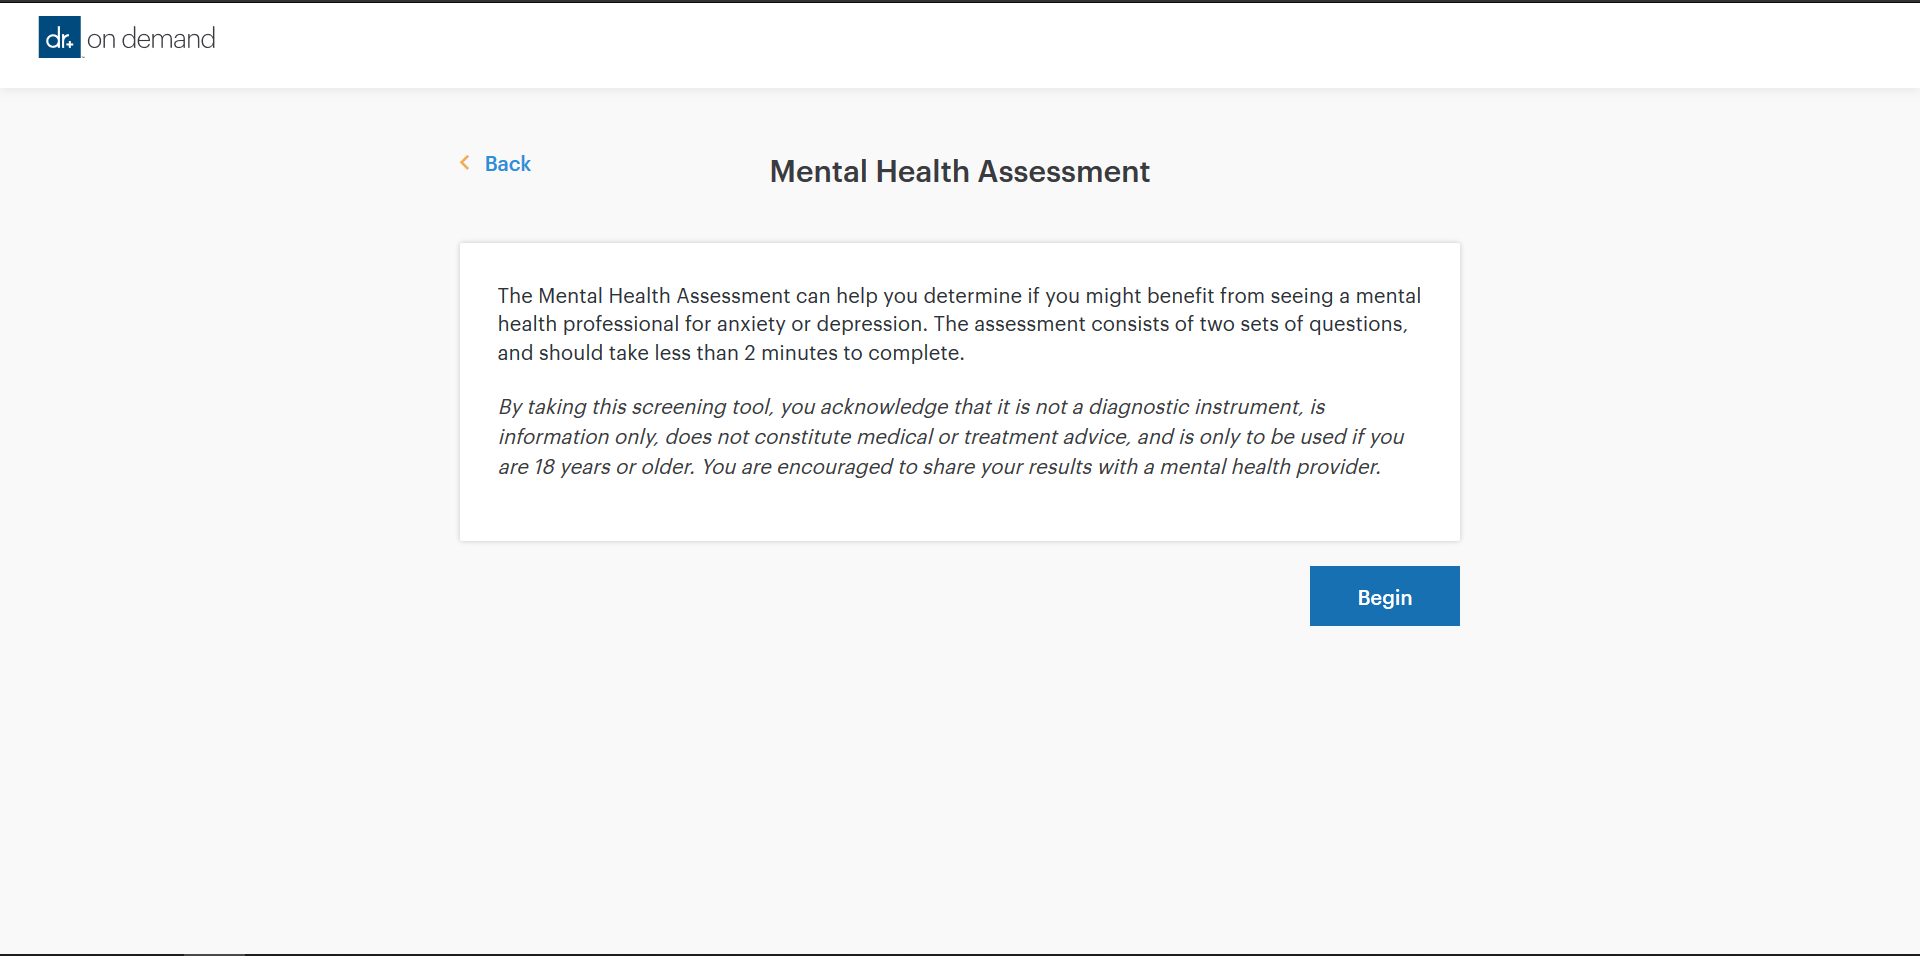 dr+ on demand
Back
Mental Health Assessment
The Mental Health Assessment can help you determine if you might benefit from seeing a mental
health professional for anxiety or depression. The assessment consists of two sets of questions,
and should take less than 2 minutes to complete.
By taking this screening tool, you acknowledge that it is not a diagnostic instrument, is
information only, does not constitute medical or treatment advice, and is only to be used if you
are 18 years or older. You are encouraged to share your results with a mental health provider.
Begin